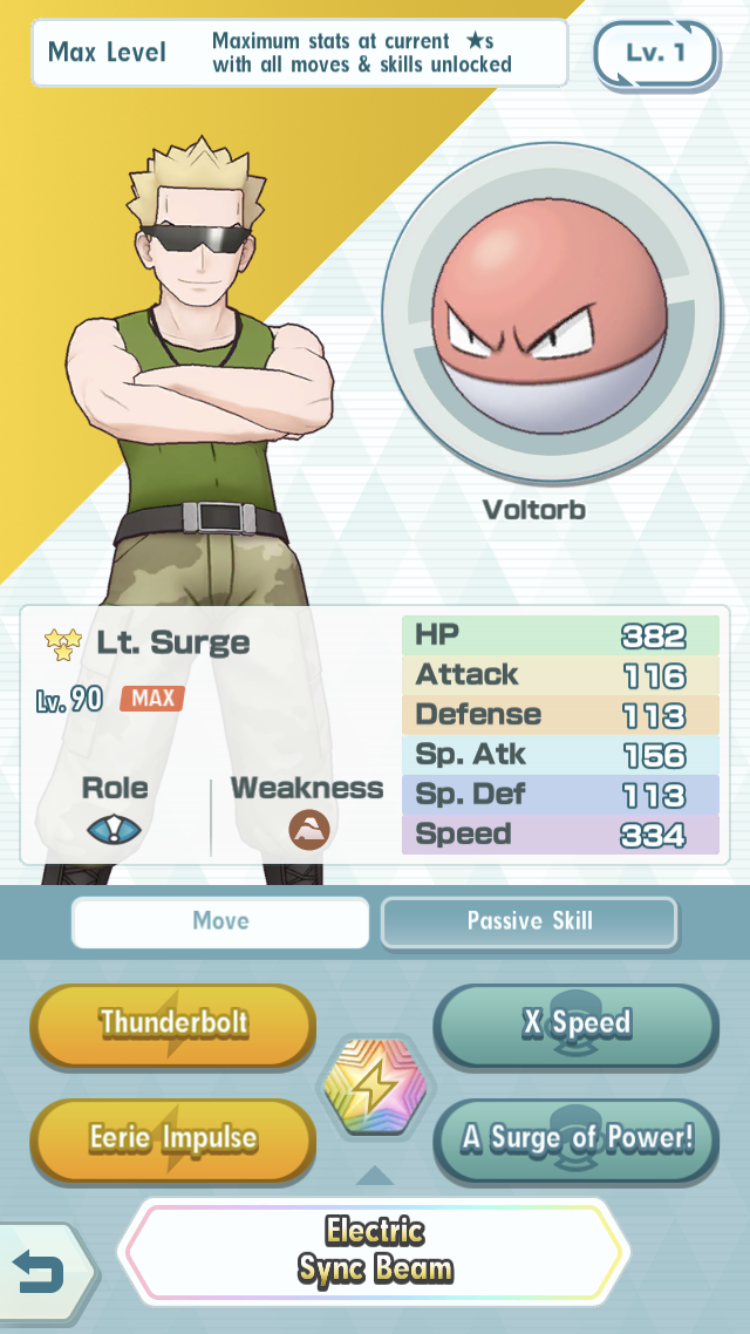 Max Level
Maximum stats at current ★s
with all moves & skills unlocked
Lv. 1
Voltorb
Lt. Surge
Lv. 90 MAX
Role
Weakness
HP 382
Attack 116
Defense 113
Sp. Atk 156
Sp. Def 113
Speed 334
Move
Passive Skill
Thunderbolt
X Speed
Eerie Impulse
A Surge of Power!
Electric
Sync Beam